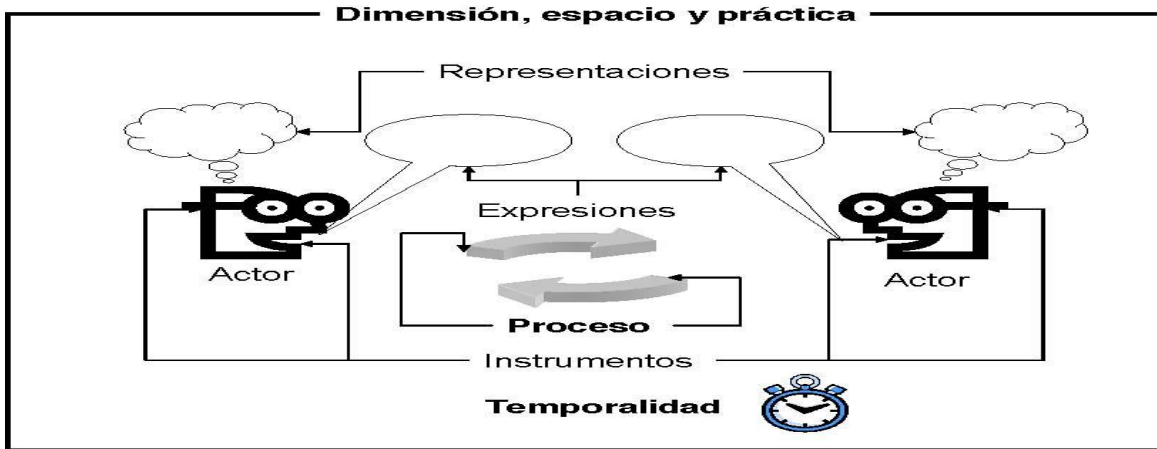 Dimensión, espacio y práctica
Representaciones
Expresiones
Actor
Actor
Proceso
Instrumentos
Temporalidad